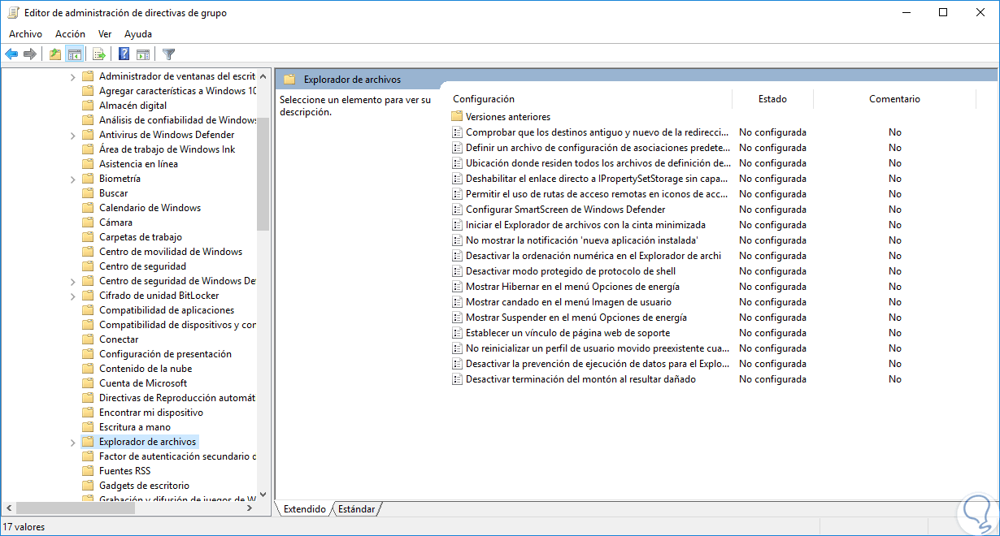 Editor de administración de directivas de grupo
Archivo Acción Ver Ayuda
Administrador de ventanas del escrit
Agregar características a Windows 10
Almacén digital
Análisis de confiabilidad de Windows
Antivirus de Windows Defender
Área de trabajo de Windows Ink
Asistencia en línea
Biometría
Buscar
Calendario de Windows
Cámara
Carpetas de trabajo
Centro de movilidad de Windows
Centro de seguridad
Centro de seguridad de Windows De
Cifrado de unidad BitLocker
Compatibilidad de aplicaciones
Compatibilidad de dispositivos y con
Conectar
Configuración de presentación
Contenido de la nube
Cuenta de Microsoft
Directivas de Reproducción automát
Encontrar mi dispositivo
Escritura a mano
Explorador de archivos
Factor de autenticación secundario d
Fuentes RSS
Gadgets de escritorio
Grabación y difusión de juegos de W
Explorador de archivos
Seleccione un elemento para ver su
descripción.
Configuración Estado Comentario
Versiones anteriores
Comprobar que los destinos antiguo y nuevo de la redirecci... No configurada No
Definir un archivo de configuración de asociaciones predete... No configurada No
Ubicación donde residen todos los archivos de definición de... No configurada No
Deshabilitar el enlace directo a IPropertySetStorage sin capa... No configurada No
Permitir el uso de rutas de acceso remotas en iconos de acc... No configurada No
Configurar SmartScreen de Windows Defender No configurada No
Iniciar el Explorador de archivos con la cinta minimizada No configurada No
No mostrar la notificación 'nueva aplicación instalada' No configurada No
Desactivar la ordenación numérica en el Explorador de archi No configurada No
Desactivar modo protegido de protocolo de shell No configurada No
Mostrar Hibernar en el menú Opciones de energía No configurada No
Mostrar candado en el menú Imagen de usuario No configurada No
Mostrar Suspender en el menú Opciones de energía No configurada No
Establecer un vínculo de página web de soporte No configurada No
No reinicializar un perfil de usuario movido preexistente cua... No configurada No
Desactivar la prevención de ejecución de datos para el Explo... No configurada No
Desactivar terminación del montón al resultar dañado No configurada No
Extendido Estándar
17 valores